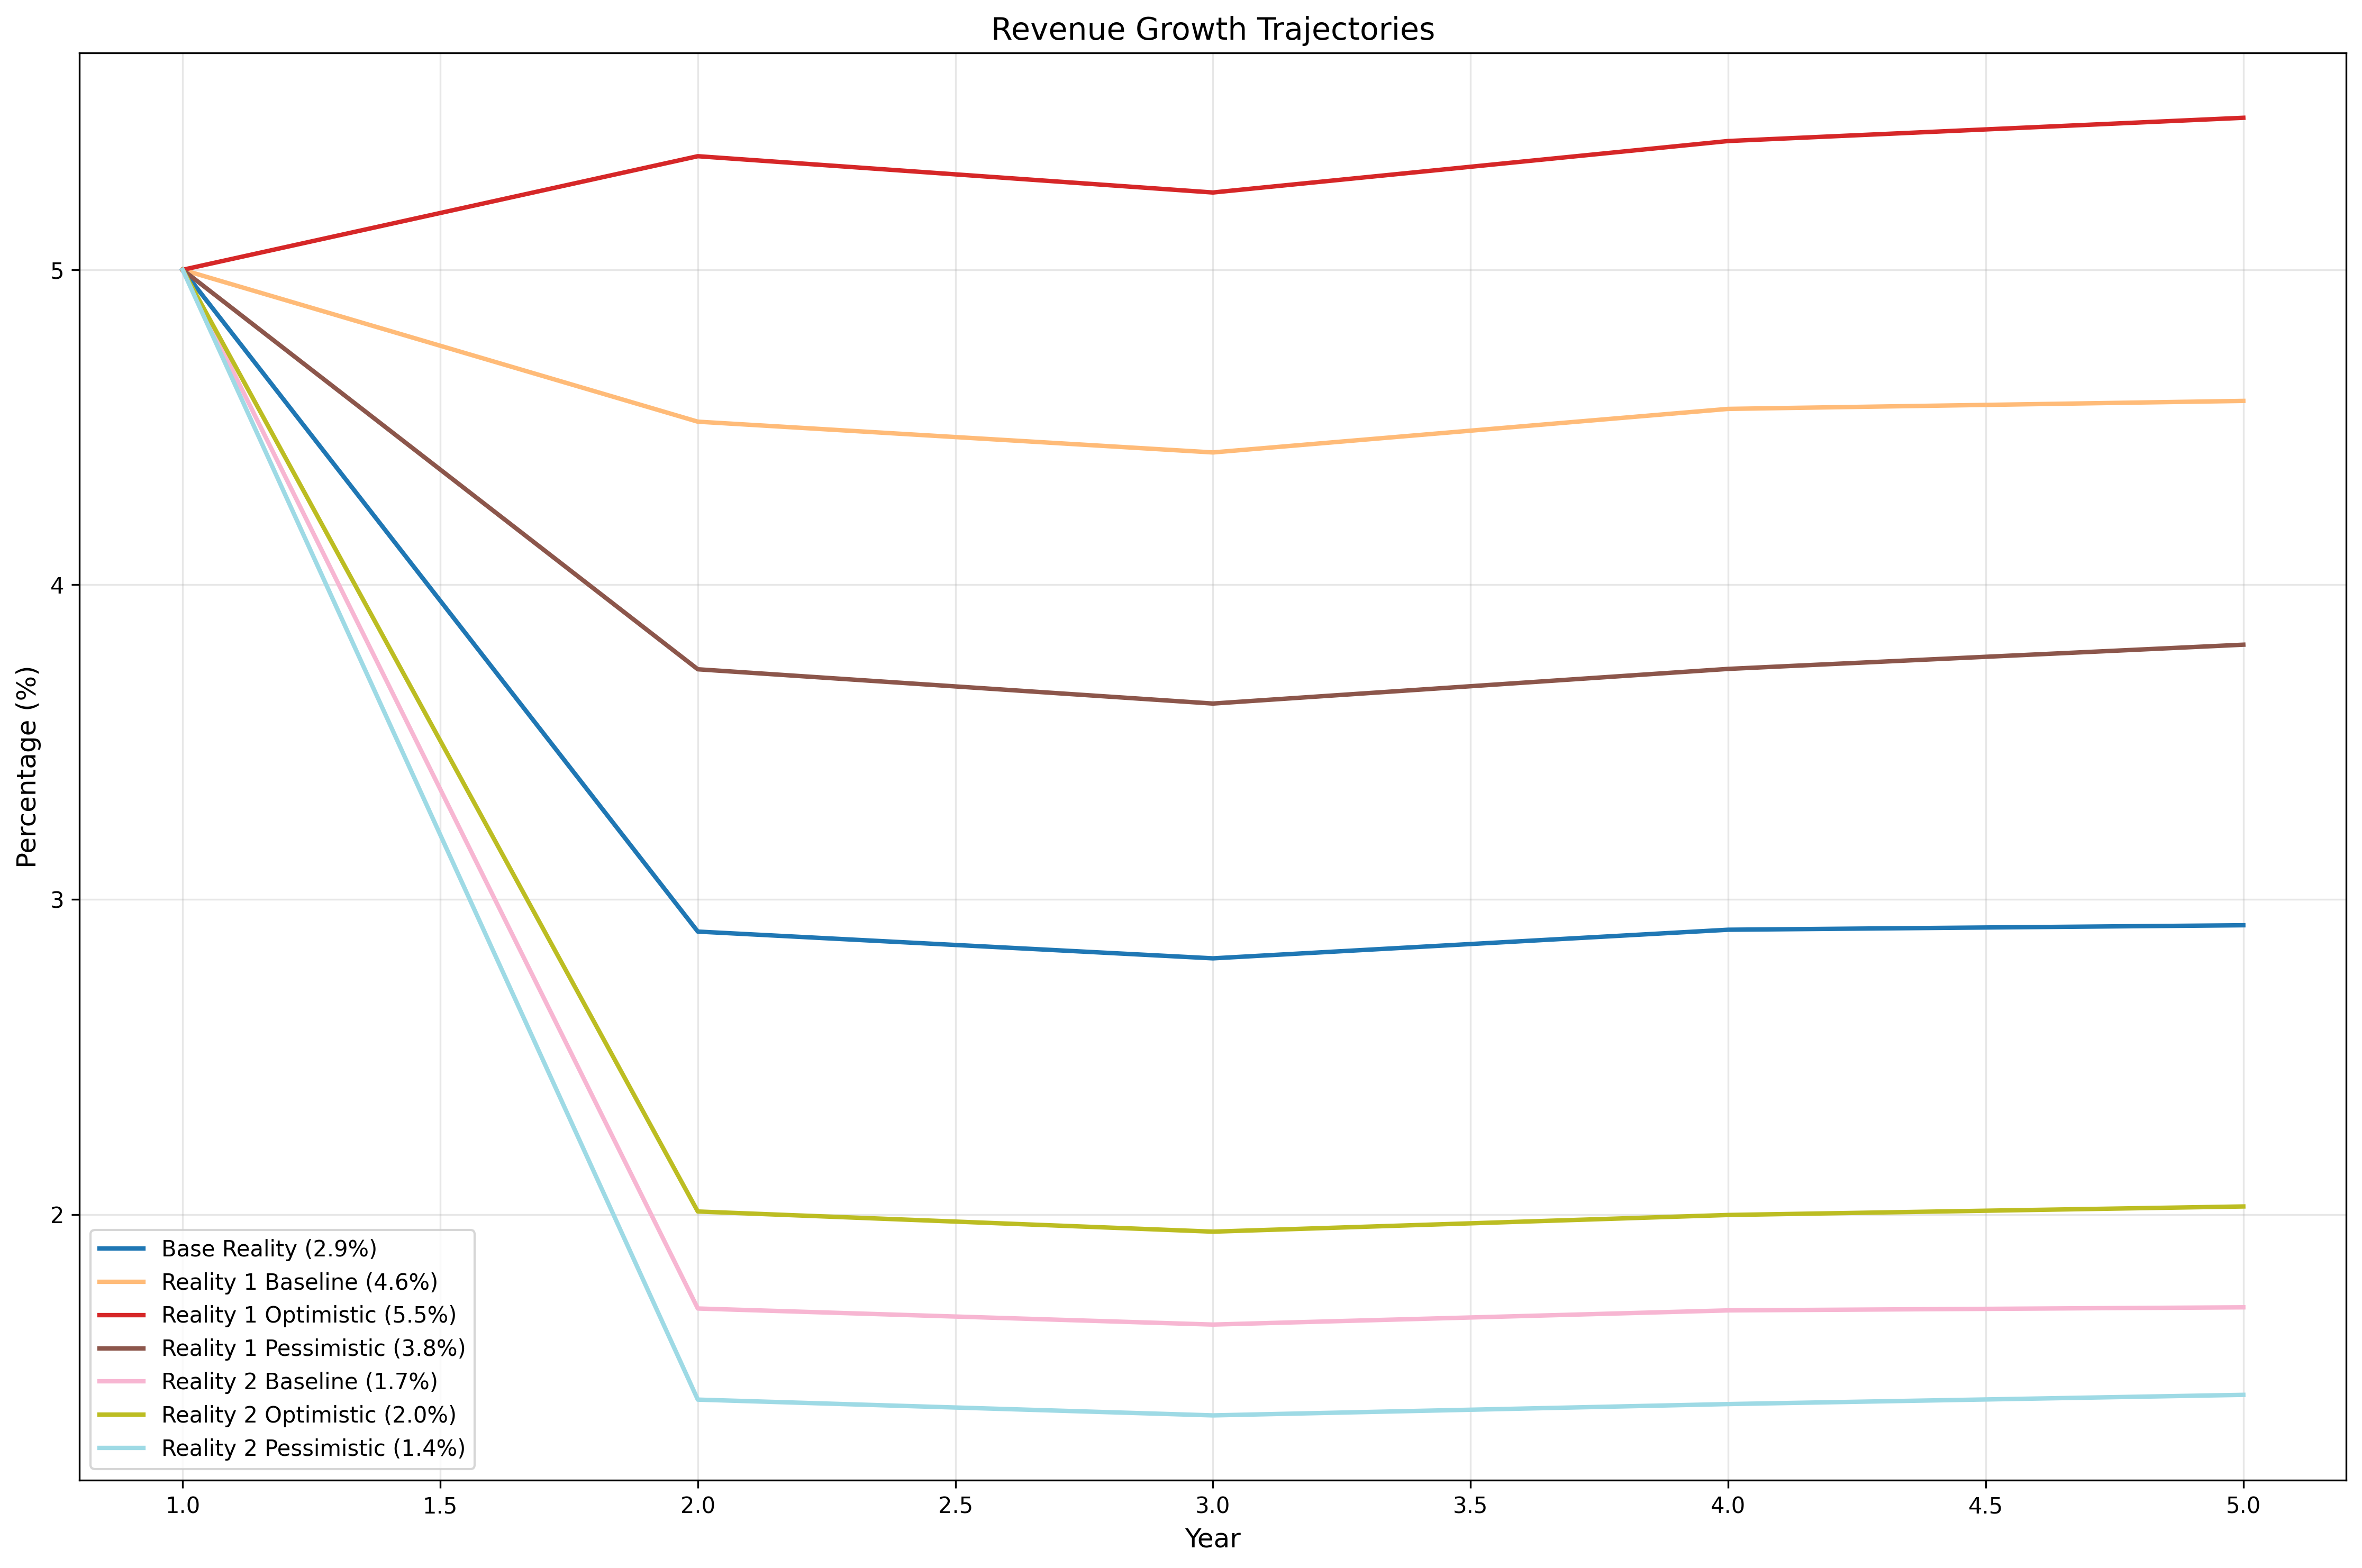 Revenue Growth Trajectories
Percentage (%)
5
4
3
2
Base Reality (2.9%)
Reality 1 Baseline (4.6%)
Reality 1 Optimistic (5.5%)
Reality 1 Pessimistic (3.8%)
Reality 2 Baseline (1.7%)
Reality 2 Optimistic (2.0%)
Reality 2 Pessimistic (1.4%)
1.0 1.5 2.0 2.5 3.0 3.5 4.0 4.5 5.0
Year